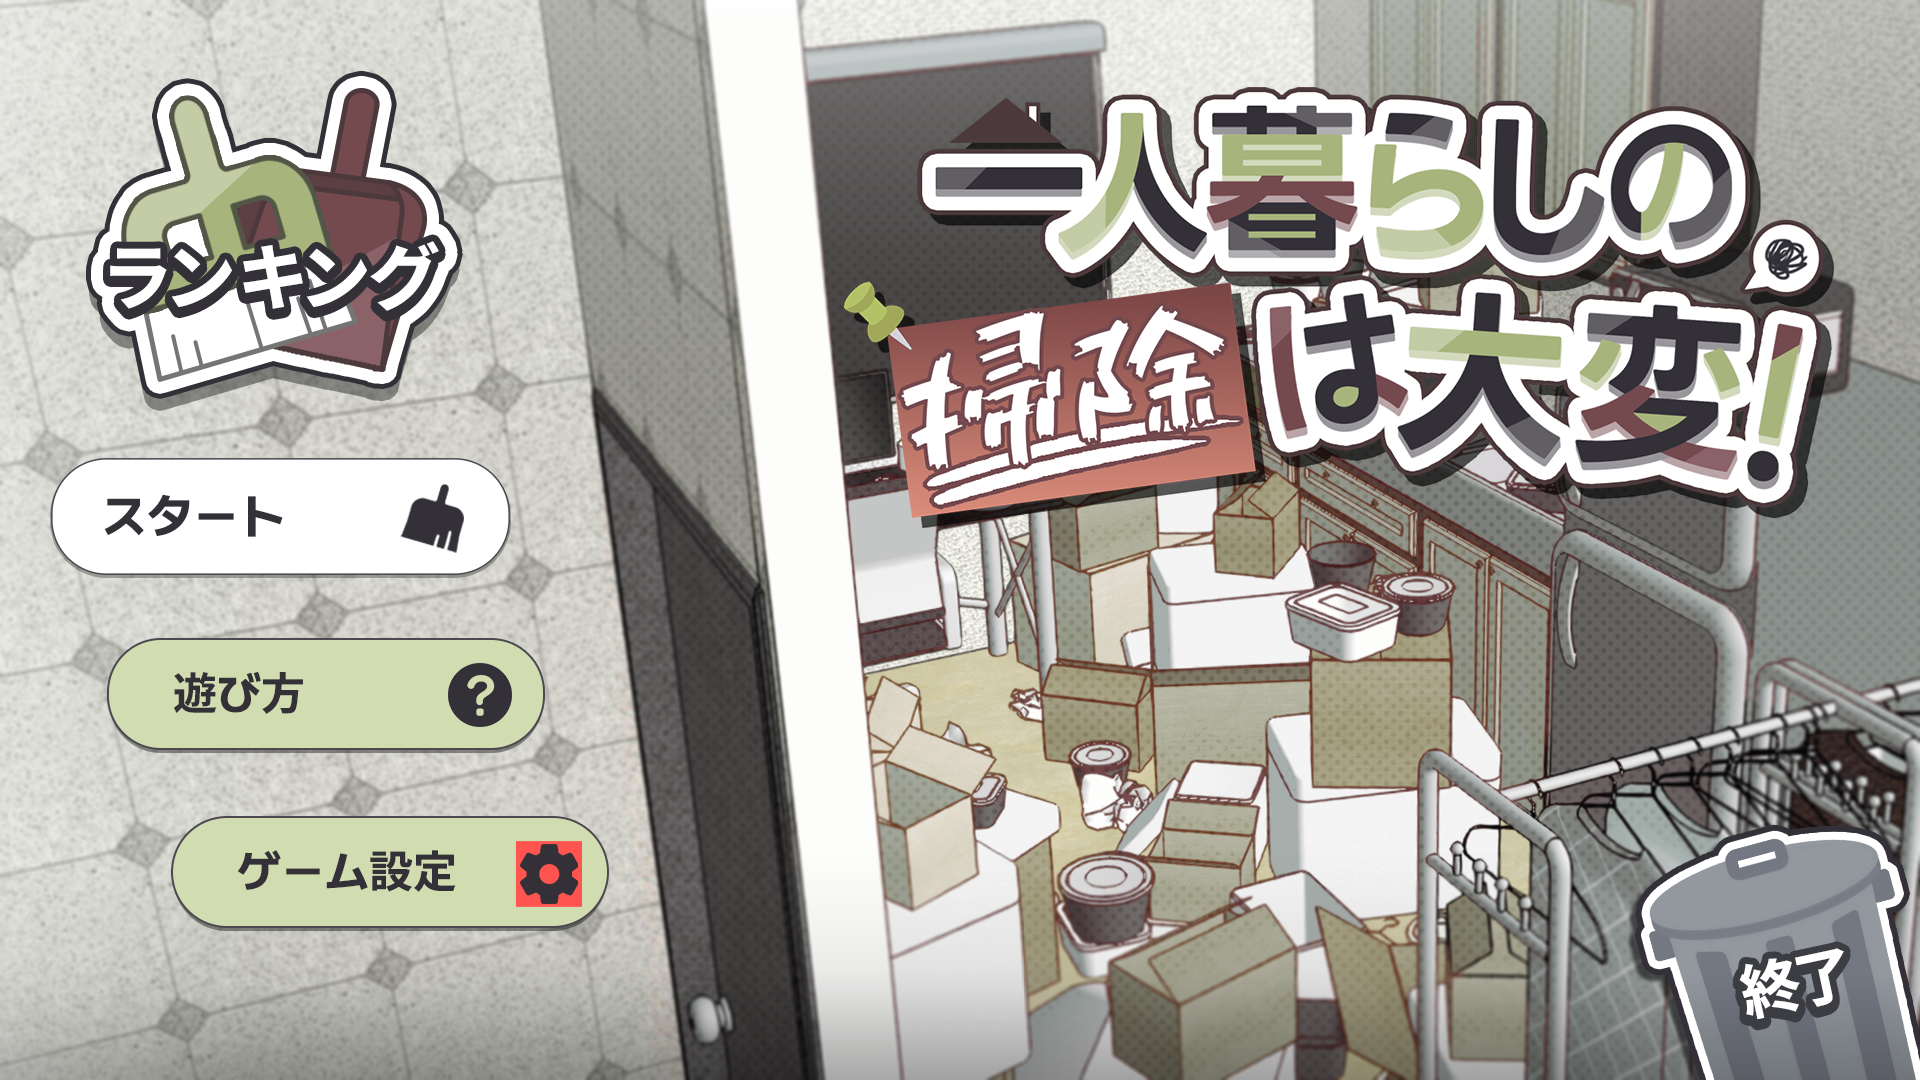 一人暮らしの
掃除は大変!
ランキング
スタート
遊び方
?
ゲーム設定
終了